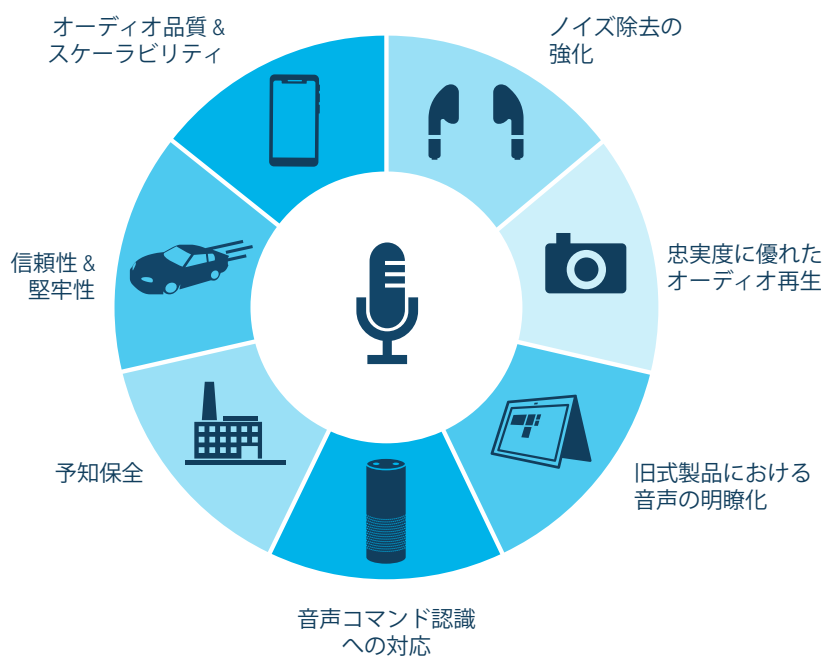 オーディオ品質 &
スケーラビリティ
ノイズ除去の
強化
忠実度に優れた
オーディオ再生
旧式製品における
音声の明瞭化
音声コマンド認識
への対応
予知保全
信頼性 &
堅牢性